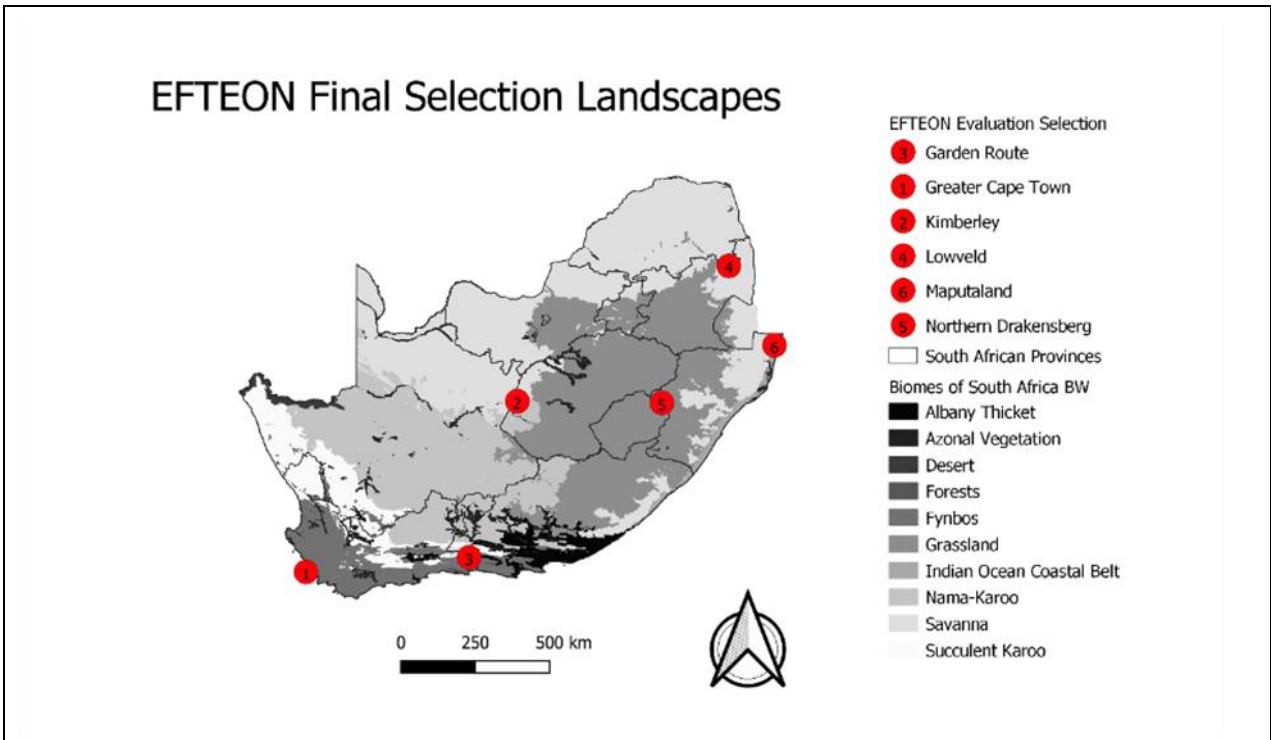 EFTEON Final Selection Landscapes
EFTEON Evaluation Selection
3 Garden Route
1 Greater Cape Town
2 Kimberley
4 Lowveld
6 Maputaland
5 Northern Drakensberg
South African Provinces
Biomes of South Africa BW
Albany Thicket
Azonal Vegetation
Desert
Forests
Fynbos
Grassland
Indian Ocean Coastal Belt
Nama-Karoo
Savanna
Succulent Karoo
4
6
2
5
3
1
0 250 500 km